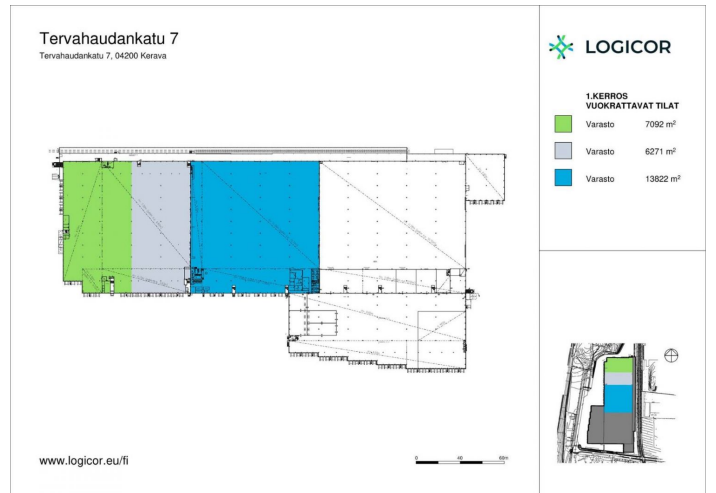 Tervahaudankatu 7
Tervahaudankatu 7, 04200 Kerava
LOGICOR
1.KERROS
VUOKRATTAVAT TILAT
Varasto 7092 m²
Varasto 6271 m²
Varasto 13822 m²
www.logicor.eu/fi
0 40 80m